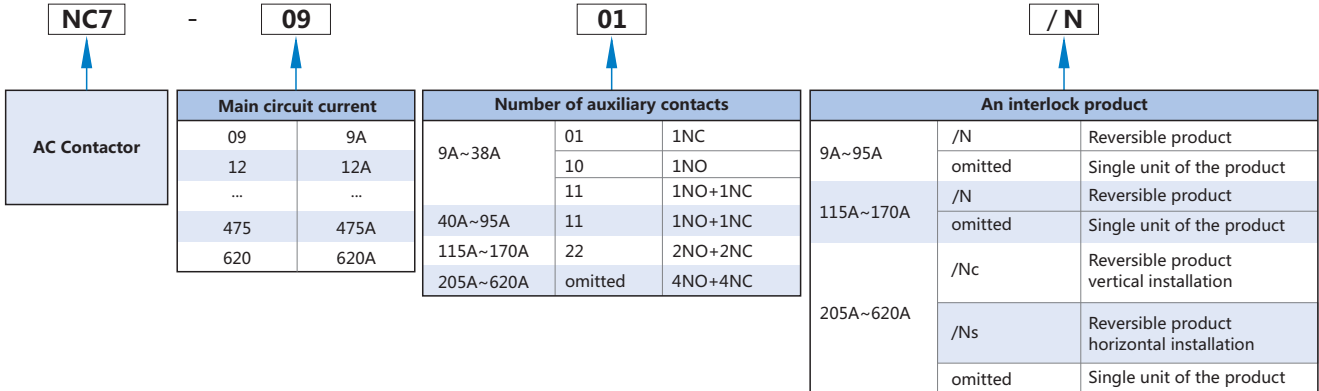 NC7 - 09 01 / N
AC Contactor
Main circuit current
09 9A
12 12A
... ...
475 475A
620 620A
Number of auxiliary contacts
9A~38A 01 1NC
10 1NO
11 1NO+1NC
40A~95A 11 1NO+1NC
115A~170A 22 2NO+2NC
205A~620A omitted 4NO+4NC
An interlock product
9A~95A /N Reversible product
omitted Single unit of the product
115A~170A /N Reversible product
omitted Single unit of the product
205A~620A /Nc Reversible product
vertical installation
/Ns Reversible product
horizontal installation
omitted Single unit of the product